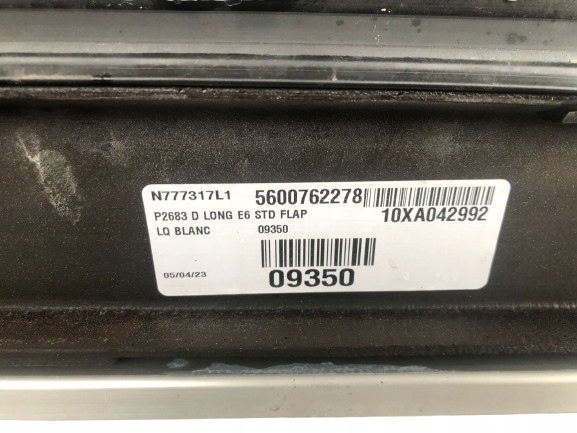 N777317L1 5600762278
P2683 D LONG E6 STD FLAP 10XA042992
LQ BLANC 09350
05/04/23 09350